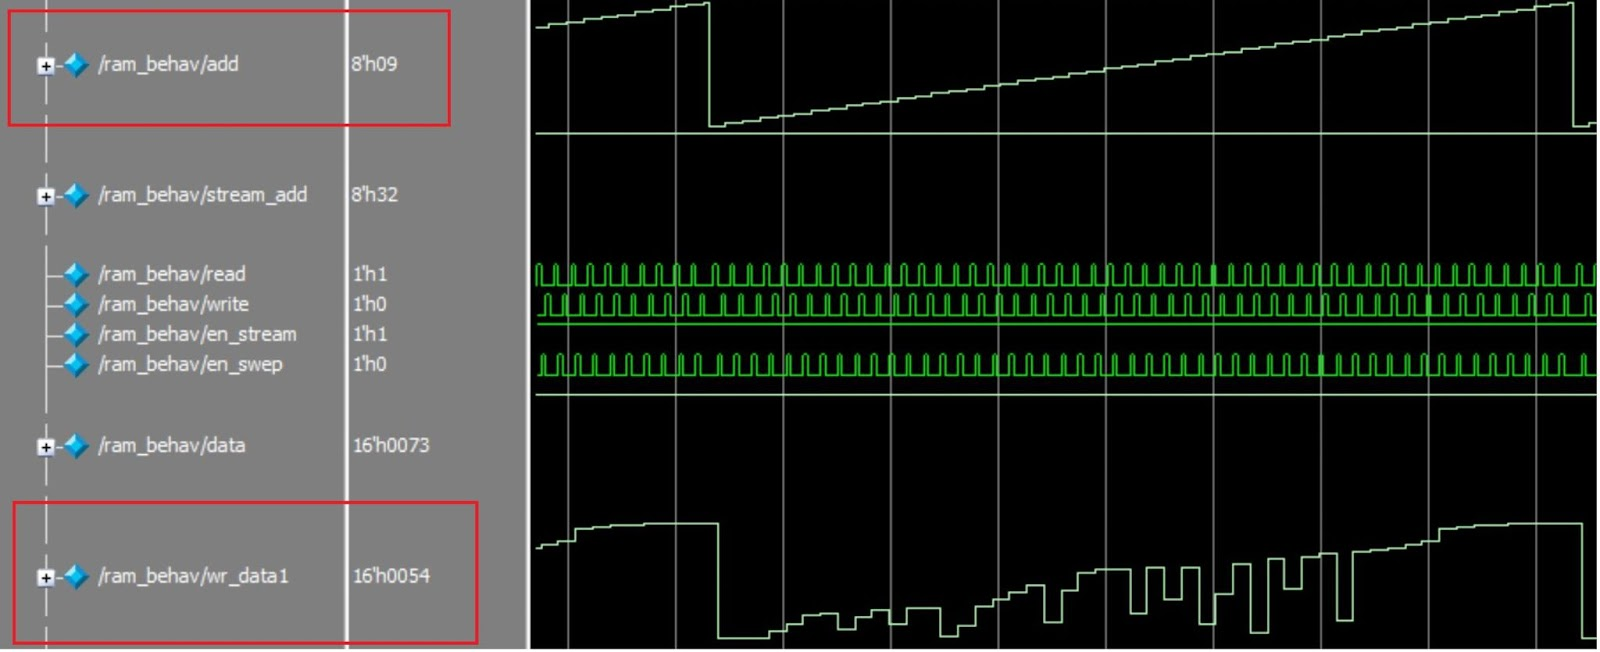 /ram_behav/add 8'h09
/ram_behav/stream_add 8'h32
/ram_behav/read 1'h1
/ram_behav/write 1'h0
/ram_behav/en_stream 1'h1
/ram_behav/en_swep 1'h0
/ram_behav/data 16'h0073
/ram_behav/wr_data1 16'h0054